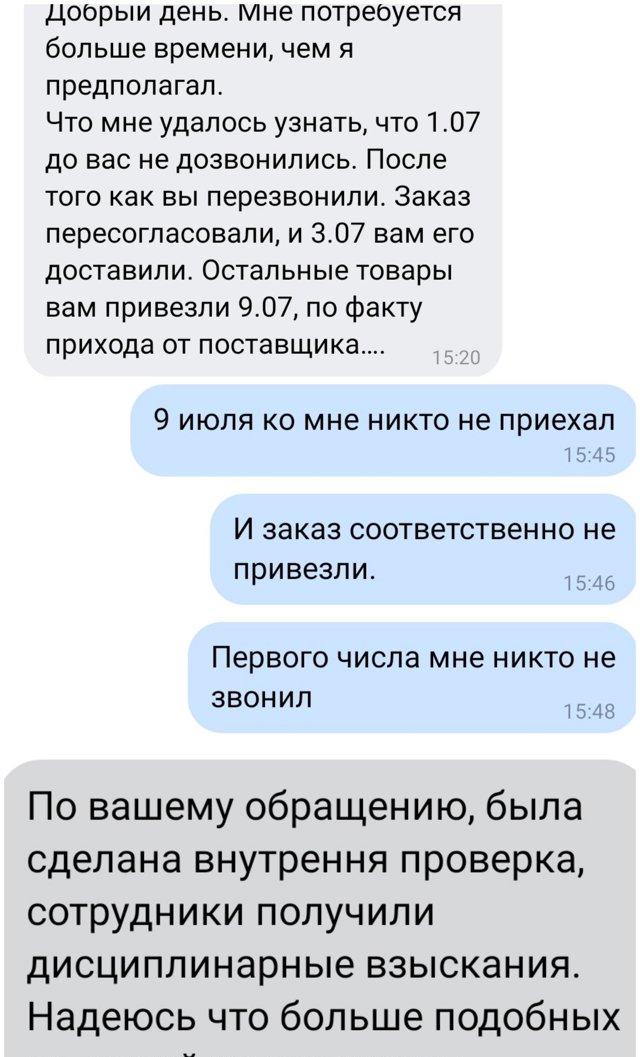 Добрый день. Мне потребуется
больше времени, чем я
предполагал.
Что мне удалось узнать, что 1.07
до вас не дозвонились. После
того как вы перезвонили. Заказ
пересогласовали, и 3.07 вам его
доставили. Остальные товары
вам привезли 9.07, по факту
прихода от поставщика....
15:20
9 июля ко мне никто не приехал
15:45
И заказ соответственно не
привезли.
15:46
Первого числа мне никто не
звонил
15:48
По вашему обращению, была
сделана внутрення проверка,
сотрудники получили
дисциплинарные взыскания.
Надеюсь что больше подобных